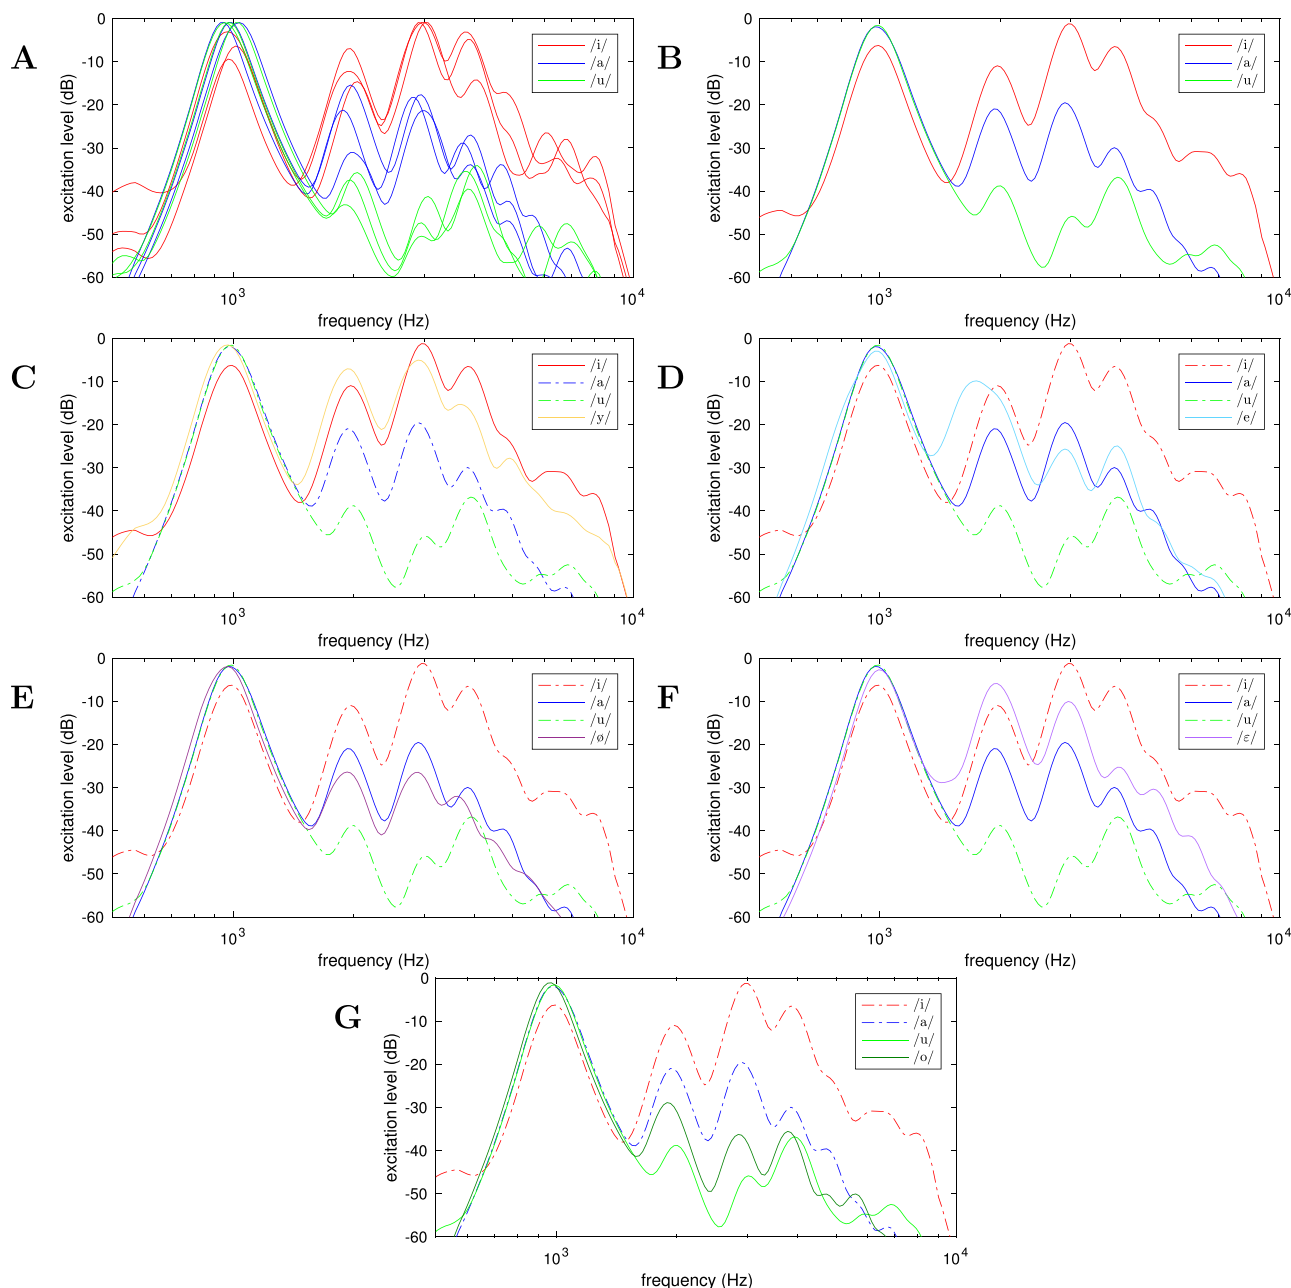 A
0
-10
-20
-30
-40
-50
-60
excitation level (dB)
10^3
10^4
frequency (Hz)
/i/
/a/
/u/
B
0
-10
-20
-30
-40
-50
-60
excitation level (dB)
10^3
10^4
frequency (Hz)
/i/
/a/
/u/
C
0
-10
-20
-30
-40
-50
-60
excitation level (dB)
10^3
10^4
frequency (Hz)
/i/
/a/
/u/
/y/
D
0
-10
-20
-30
-40
-50
-60
excitation level (dB)
10^3
10^4
frequency (Hz)
/i/
/a/
/u/
/e/
E
0
-10
-20
-30
-40
-50
-60
excitation level (dB)
10^3
10^4
frequency (Hz)
/i/
/a/
/u/
/ø/
F
0
-10
-20
-30
-40
-50
-60
excitation level (dB)
10^3
10^4
frequency (Hz)
/i/
/a/
/u/
/ε/
G
0
-10
-20
-30
-40
-50
-60
excitation level (dB)
10^3
10^4
frequency (Hz)
/i/
/a/
/u/
/o/